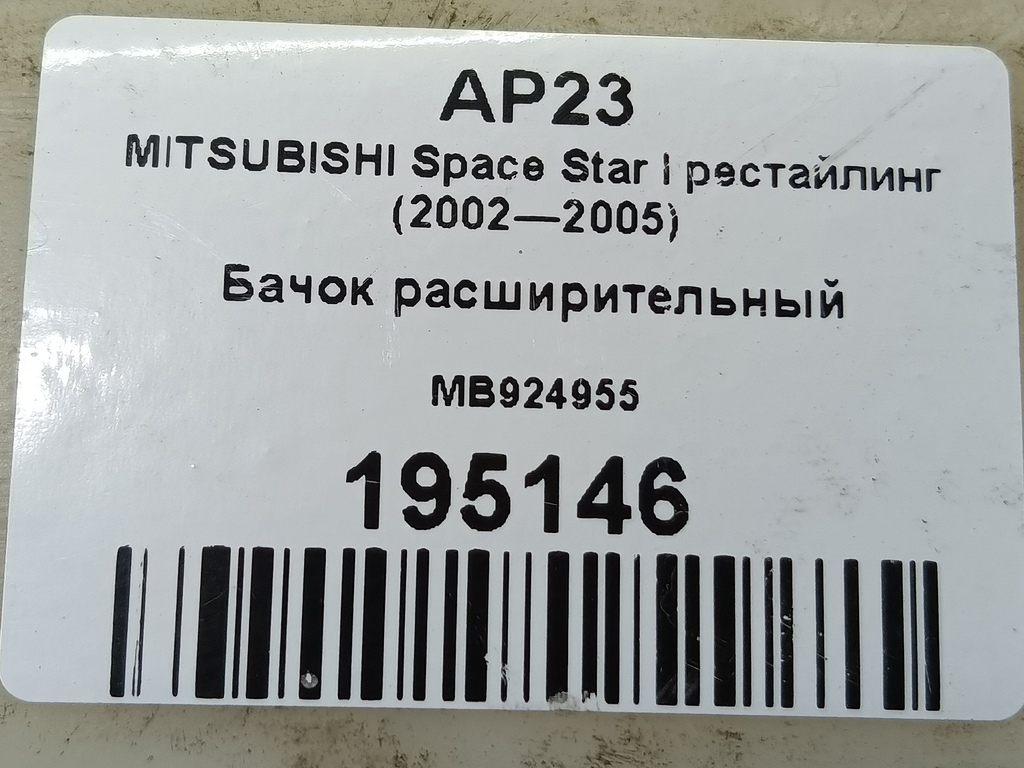 AP23
MITSUBISHI Space Star I рестайлинг
(2002—2005)
Бачок расширительный
MB924955
195146